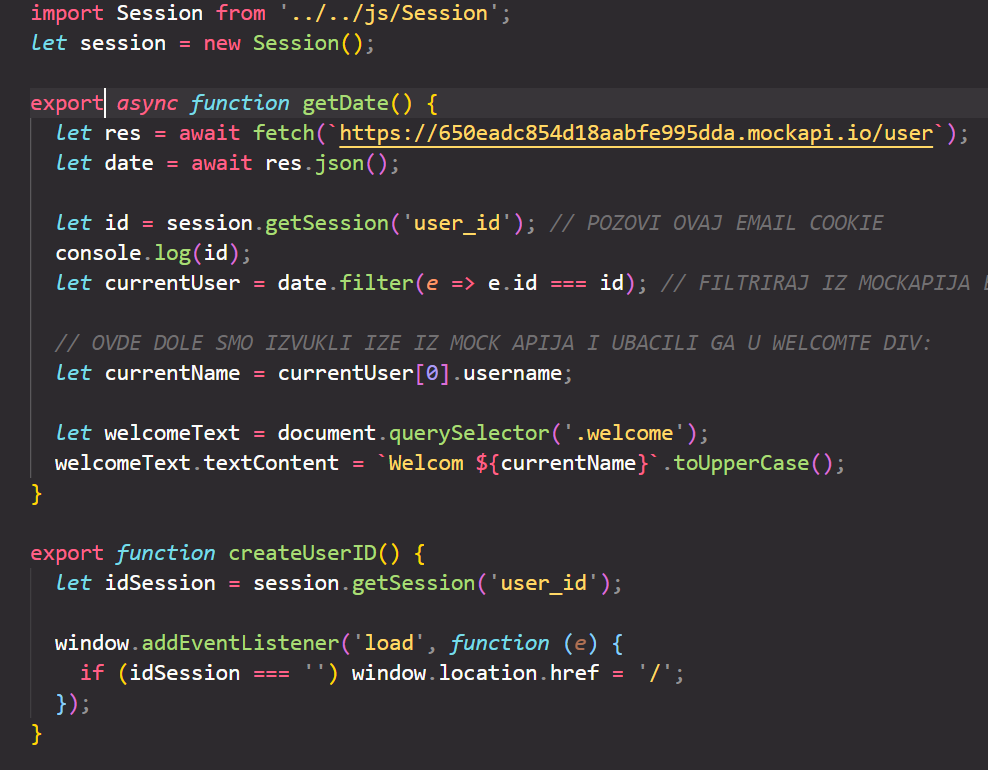 import Session from '../../js/Session';
let session = new Session();
export async function getDate() {
let res = await fetch(`https://650eadc854d18aabfe995dda.mockapi.io/user`);
let date = await res.json();
let id = session.getSession('user_id'); // POZOVI OVAJ EMAIL COOKIE
console.log(id);
let currentUser = date.filter(e => e.id === id); // FILTRIRAJ IZ MOCKAPIJA
// OVDE DOLE SMO IZVUKLI IZE IZ MOCK APIJA I UBACILI GA U WELCOMTE DIV:
let currentName = currentUser[0].username;
let welcomeText = document.querySelector('.welcome');
welcomeText.textContent = `Welcom ${currentName}`.toUpperCase();
}
export function createUserID() {
let idSession = session.getSession('user_id');
window.addEventListener('load', function (e) {
if (idSession === '') window.location.href = '/';
});
}